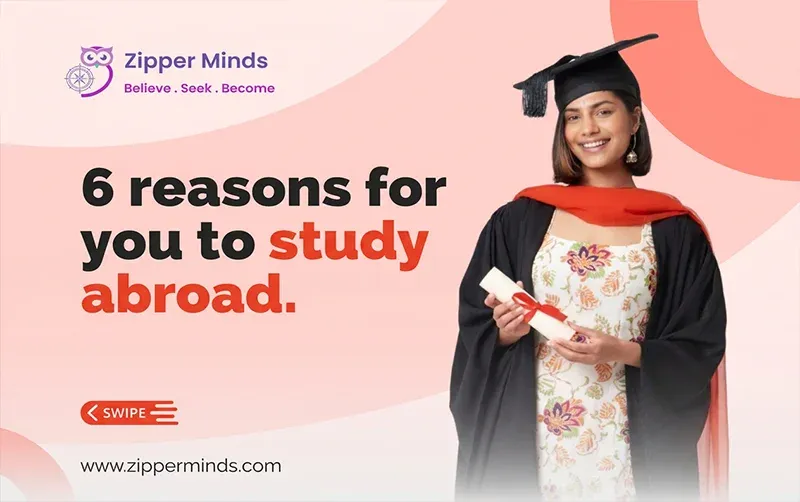 Zipper Minds
Believe . Seek . Become
6 reasons for
you to study
abroad.
SWIPE
www.zipperminds.com